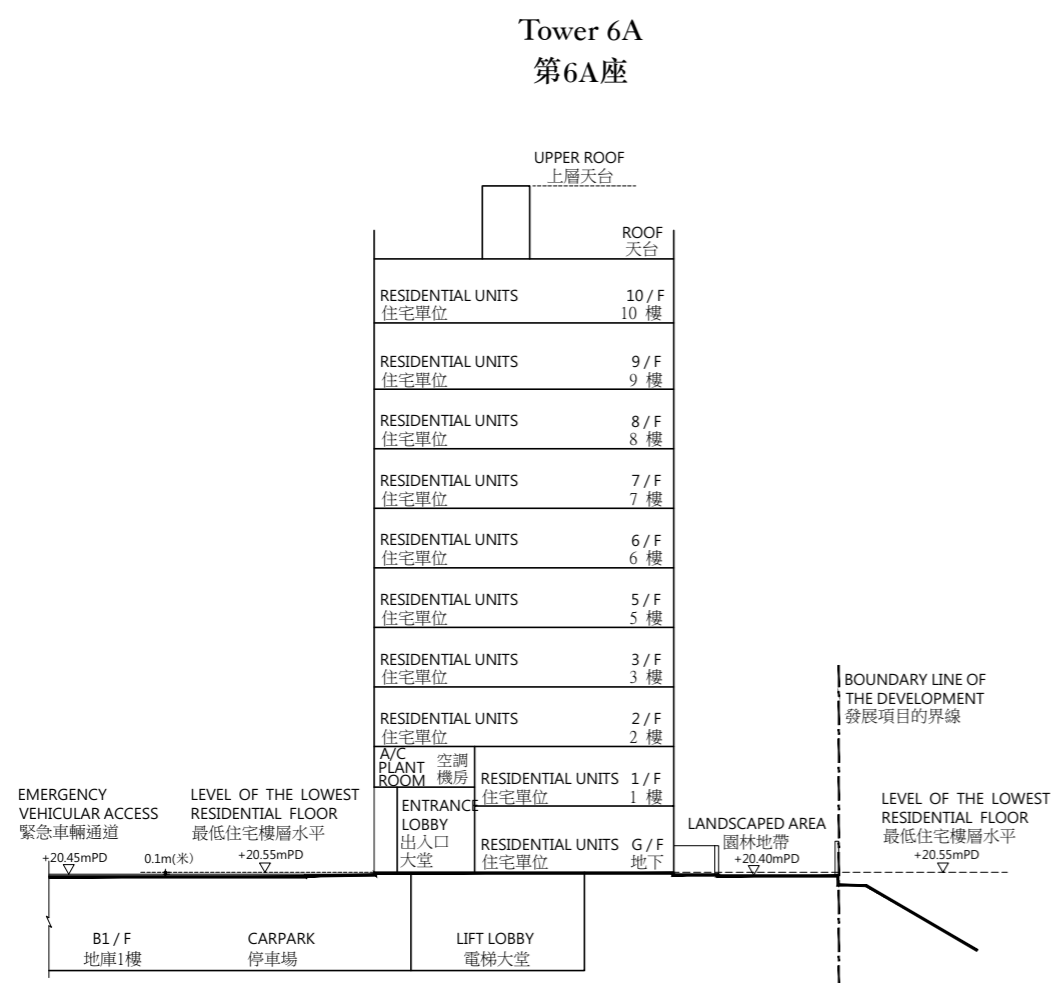 Tower 6A
第6A座
UPPER ROOF
上層天台
ROOF
天台
RESIDENTIAL UNITS 10 / F
住宅單位 10 樓
RESIDENTIAL UNITS 9 / F
住宅單位 9 樓
RESIDENTIAL UNITS 8 / F
住宅單位 8 樓
RESIDENTIAL UNITS 7 / F
住宅單位 7 樓
RESIDENTIAL UNITS 6 / F
住宅單位 6 樓
RESIDENTIAL UNITS 5 / F
住宅單位 5 樓
RESIDENTIAL UNITS 3 / F
住宅單位 3 樓
RESIDENTIAL UNITS 2 / F
住宅單位 2 樓
A/C
PLANT
ROOM
空調
機房
RESIDENTIAL UNITS 1 / F
住宅單位 1 樓
ENTRANCE
LOBBY
出入口
大堂
RESIDENTIAL UNITS G / F
住宅單位 地下
EMERGENCY
VEHICULAR ACCESS
緊急車輛通道
+20.45mPD
0.1m(米)
LEVEL OF THE LOWEST
RESIDENTIAL FLOOR
最低住宅樓層水平
+20.55mPD
LANDSCAPED AREA
園林地帶
+20.40mPD
BOUNDARY LINE OF
THE DEVELOPMENT
發展項目的界線
LEVEL OF THE LOWEST
RESIDENTIAL FLOOR
最低住宅樓層水平
+20.55mPD
B1 / F
地庫1樓
CARPARK
停車場
LIFT LOBBY
電梯大堂